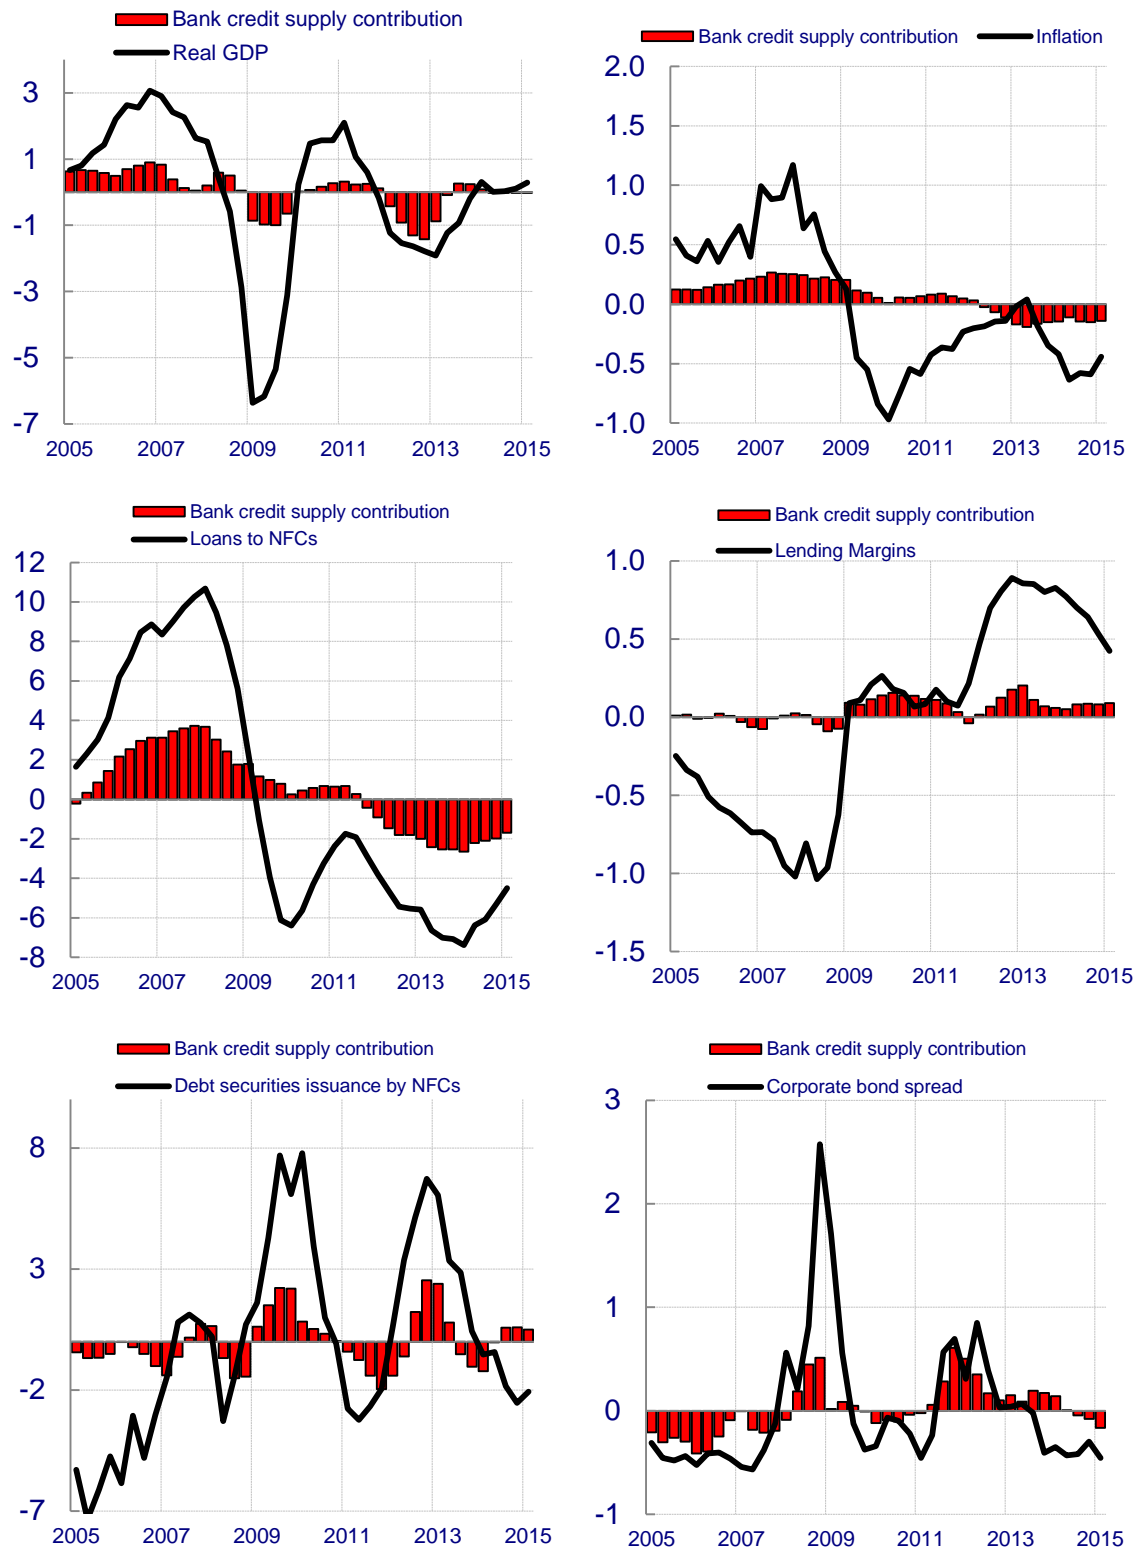 Bank credit supply contribution
Real GDP
3
1
-1
-3
-5
-7
2005 2007 2009 2011 2013 2015
Bank credit supply contribution Inflation
2.0
1.5
1.0
0.5
0.0
-0.5
-1.0
2005 2007 2009 2011 2013 2015
Bank credit supply contribution
Loans to NFCs
12
10
8
6
4
2
0
-2
-4
-6
-8
2005 2007 2009 2011 2013 2015
Bank credit supply contribution
Lending Margins
1.0
0.5
0.0
-0.5
-1.0
-1.5
2005 2007 2009 2011 2013 2015
Bank credit supply contribution
Debt securities issuance by NFCs
8
3
-2
-7
2005 2007 2009 2011 2013 2015
Bank credit supply contribution
Corporate bond spread
3
2
1
0
-1
2005 2007 2009 2011 2013 2015